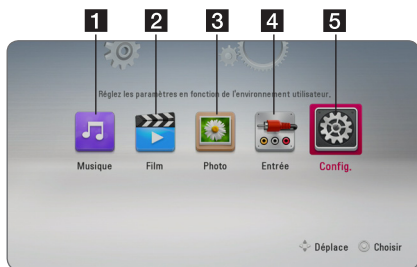 1 2 3 4 5
Réglez les paramètres en fonction de l'environnement utilisateur.
Musique Film Photo Entrée Config.
Déplace Choisir